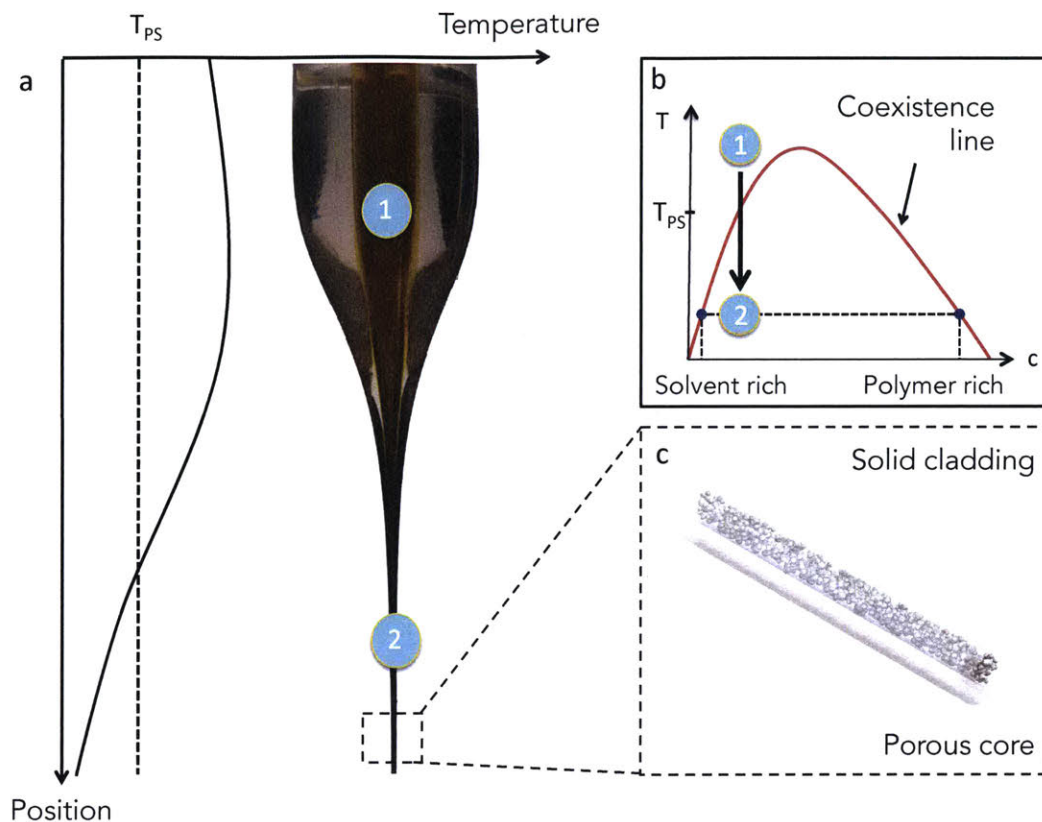 T_PS
Temperature
a
1
2
Position
b
T
1
Coexistence
line
T_PS
2
c
Solvent rich
Polymer rich
c
Solid cladding
Porous core